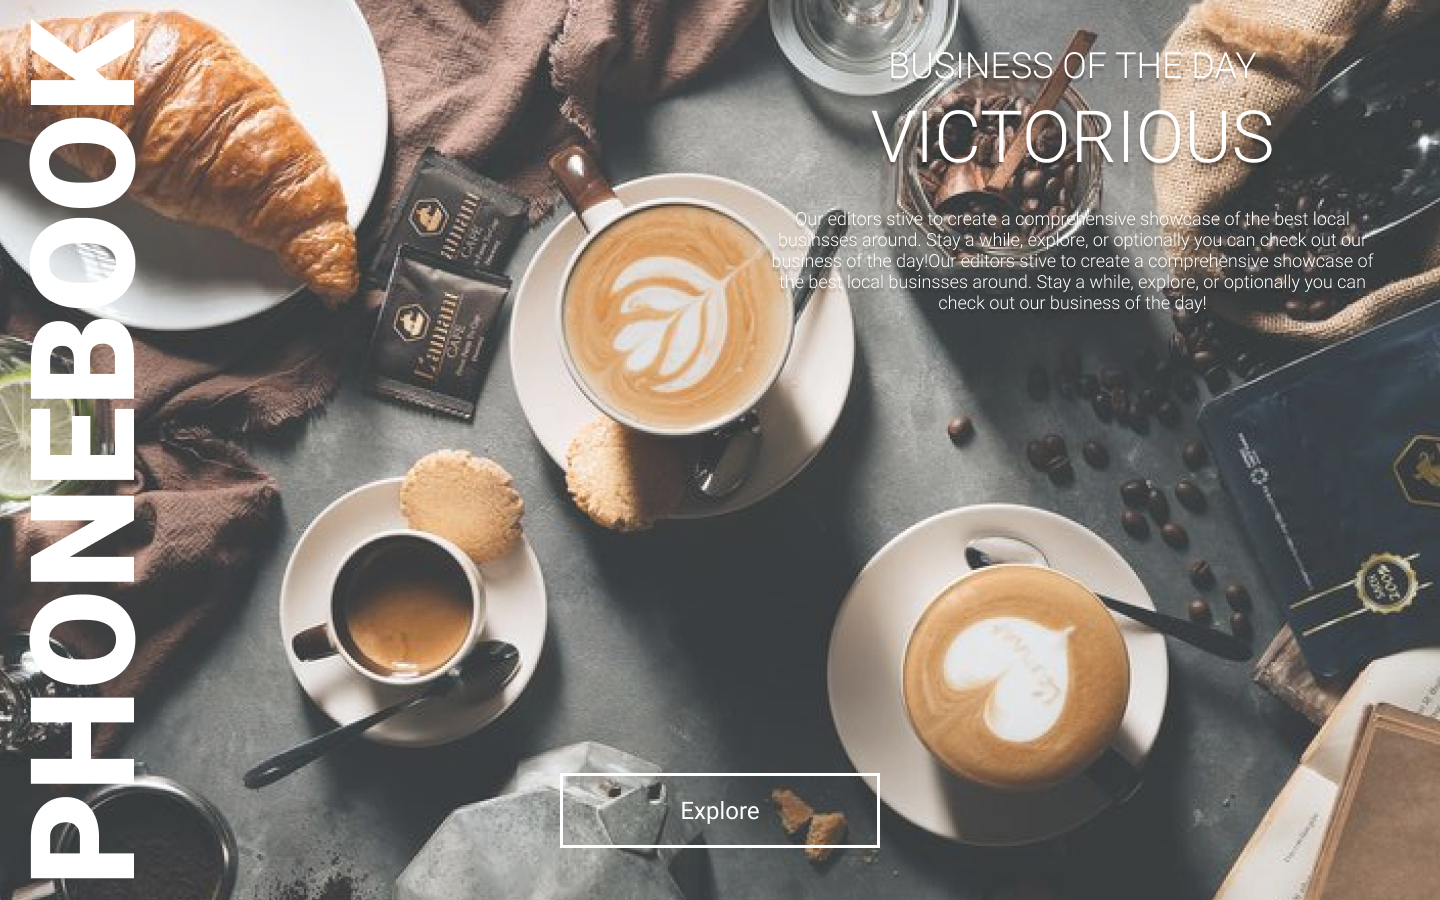 PHONEBOOK
BUSINESS OF THE DAY
VICTORIOUS
Our editors stive to create a comprehensive showcase of the best local
businsses around. Stay a while, explore, or optionally you can check out our
business of the day!Our editors stive to create a comprehensive showcase of
the best local businsses around. Stay a while, explore, or optionally you can
check out our business of the day!
L'amant
CAFÉ
Explore